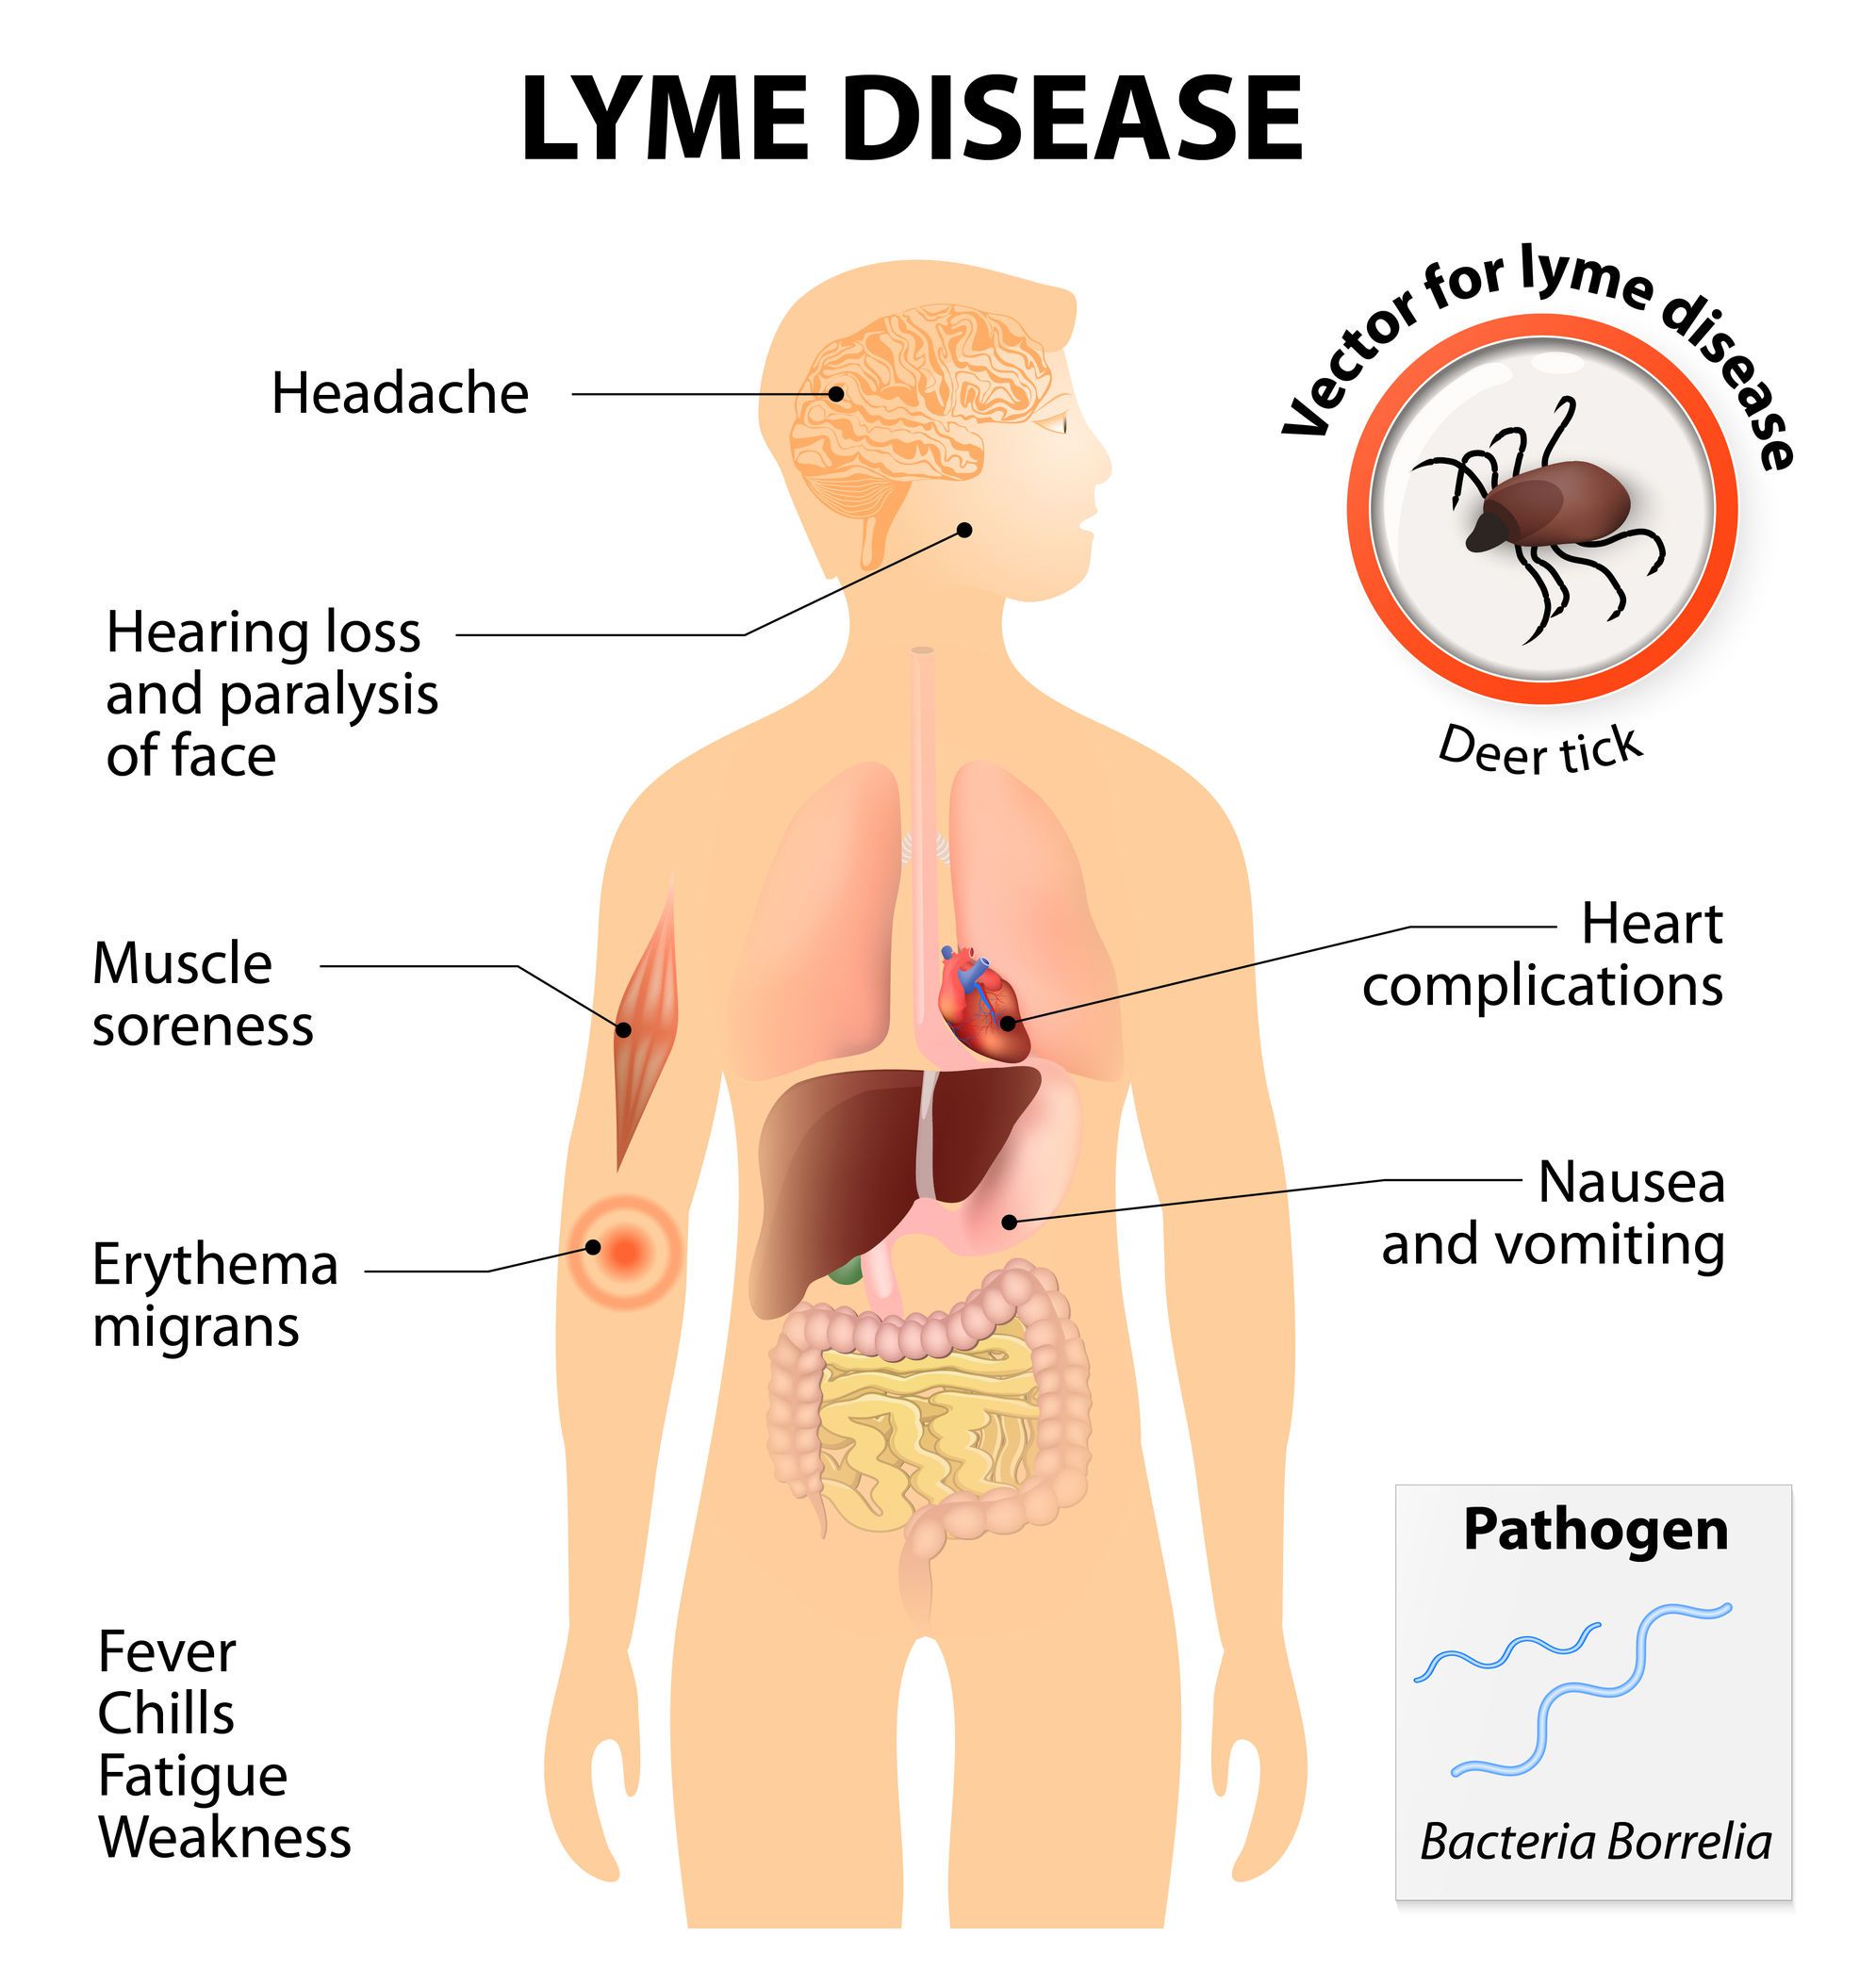 LYME DISEASE
Vector for lyme disease
Deer tick
Headache
Hearing loss
and paralysis
of face
Muscle
soreness
Heart
complications
Nausea
and vomiting
Erythema
migrans
Fever
Chills
Fatigue
Weakness
Pathogen
Bacteria Borrelia